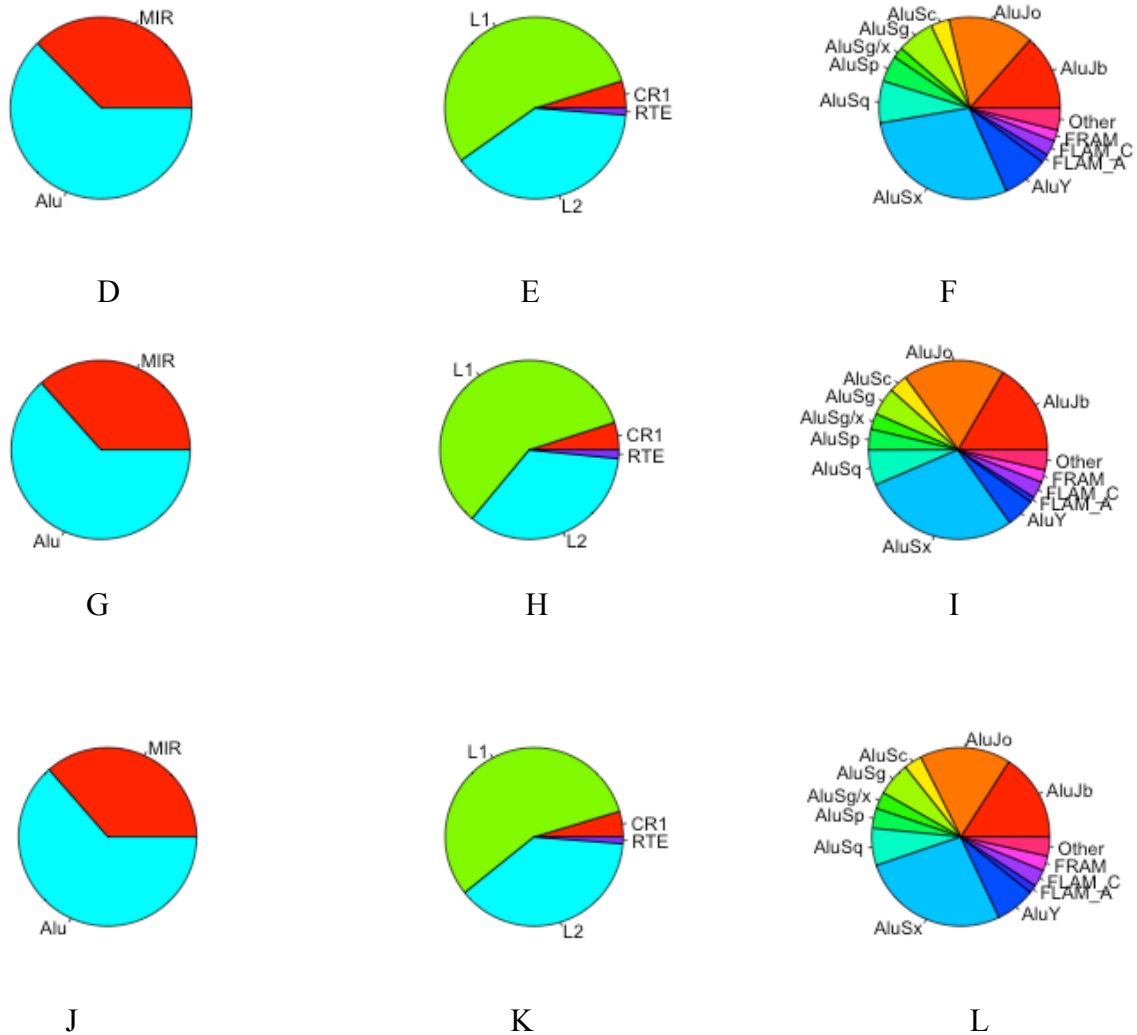 MIR
Alu
L1
CR1
RTE
L2
AluSc
AluJo
AluSg
AluSg/x
AluSp
AluJb
AluSq
Other
FRAM
FLAM_C
FLAM_A
AluY
AluSx
D E F
MIR
Alu
L1
CR1
RTE
L2
AluJo
AluSc
AluSg
AluJb
AluSg/x
AluSp
Other
AluSq
FRAM
FLAM_C
FLAM_A
AluY
AluSx
G H I
MIR
Alu
L1
CR1
RTE
L2
AluJo
AluSc
AluSg
AluJb
AluSg/x
AluSp
AluSq
Other
FRAM
FLAM_C
FLAM_A
AluY
AluSx
J K L